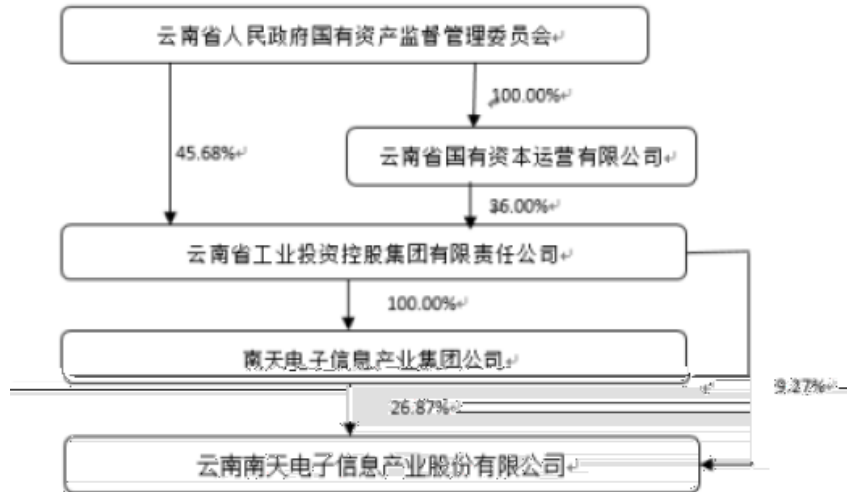 云南省人民政府国有资产监督管理委员会
100.00%
45.68%
云南省国有资本运营有限公司
36.00%
云南省工业投资控股集团有限责任公司
100.00%
南天电子信息产业集团公司
9.27%
26.87%
云南南天电子信息产业股份有限公司